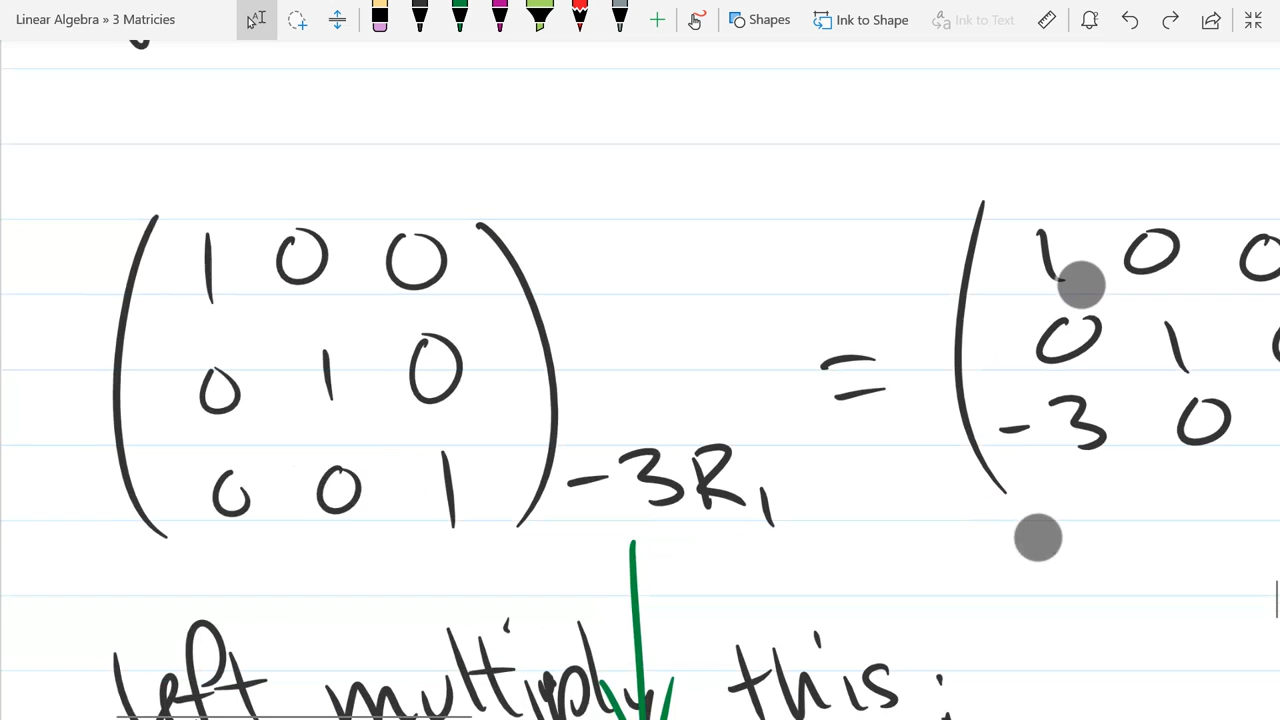 Linear Algebra » 3 Matricies
Shapes
Ink to Shape
Ink to Text
1 0 0
0 1 0
0 0 1 -3R₁
=
1 0 0
0 1
-3 0
left multiply this: